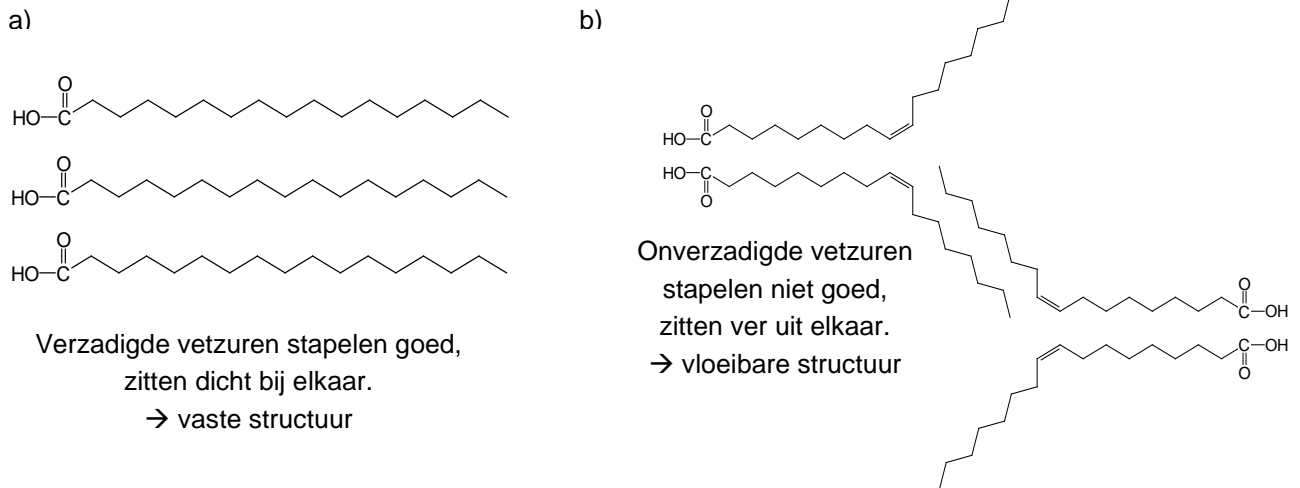 a)
b)
O
HO
C
O
HO
C
O
HO
C
Verzadigde vetzuren stapelen goed,
zitten dicht bij elkaar.
→ vaste structuur
O
HO
C
HO
C
O
Onverzadigde vetzuren
stapelen niet goed,
zitten ver uit elkaar.
→ vloeibare structuur
O
C
OH
C
OH
O